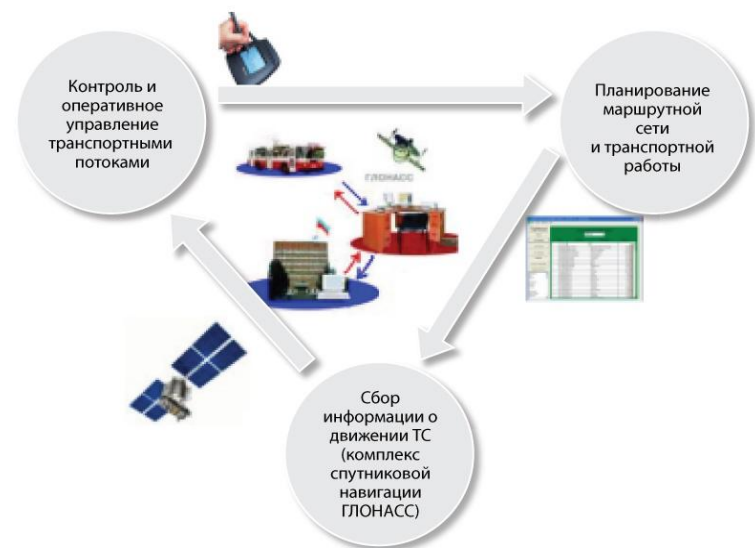 Контроль и
оперативное
управление
транспортными
потоками
Планирование
маршрутной
сети
и транспортной
работы
ГЛОНАСС
Сбор
информации о
движении ТС
(комплекс
спутниковой
навигации
ГЛОНАСС)